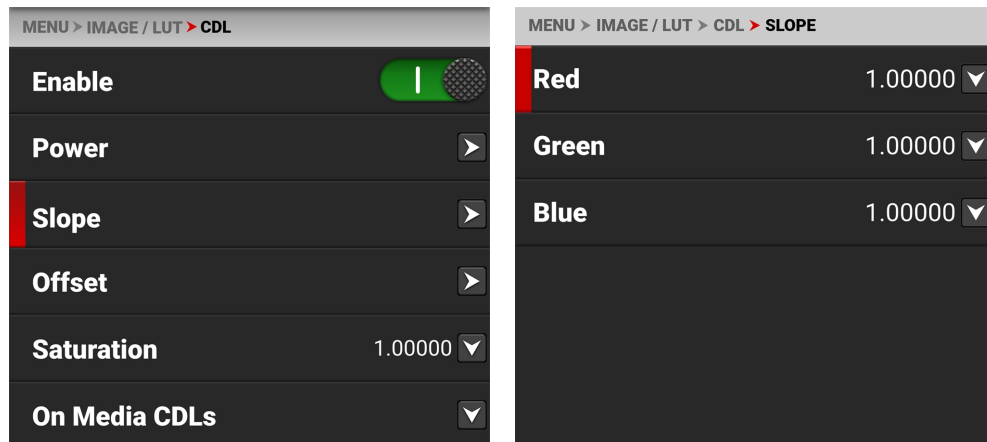 MENU > IMAGE / LUT > CDL
Enable
Power
Slope
Offset
Saturation 1.00000
On Media CDLs
MENU > IMAGE / LUT > CDL > SLOPE
Red 1.00000
Green 1.00000
Blue 1.00000